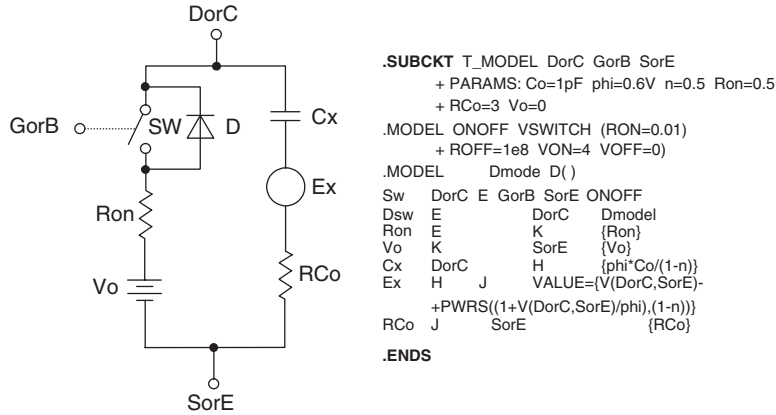 DorC
GorB
SW
D
Cx
Ex
Ron
RCo
Vo
SorE
.SUBCKT T_MODEL DorC GorB SorE
+ PARAMS: Co=1pF phi=0.6V n=0.5 Ron=0.5
+ RCo=3 Vo=0
.MODEL ONOFF VSWITCH (RON=0.01)
+ ROFF=1e8 VON=4 VOFF=0)
.MODEL Dmode D( )
Sw DorC E GorB SorE ONOFF
Dsw E DorC Dmodel
Ron E K {Ron}
Vo K SorE {Vo}
Cx DorC H {phi*Co/(1-n)}
Ex H J VALUE={V(DorC,SorE)-
+PWRS((1+V(DorC,SorE)/phi),(1-n))}
RCo J SorE {RCo}
.ENDS